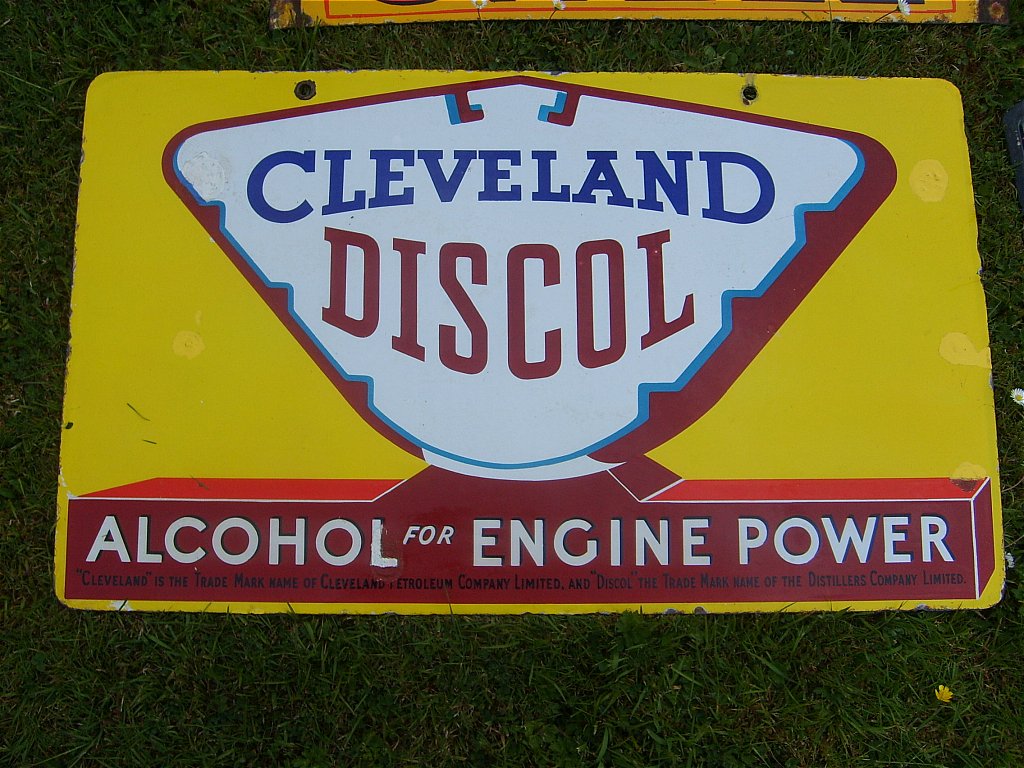 CLEVELAND
DISCOL
ALCOHOL FOR ENGINE POWER
"CLEVELAND" IS THE TRADE MARK NAME OF CLEVELAND PETROLEUM COMPANY LIMITED, AND "DISCOL" THE TRADE MARK NAME OF THE DISTILLERS COMPANY LIMITED.